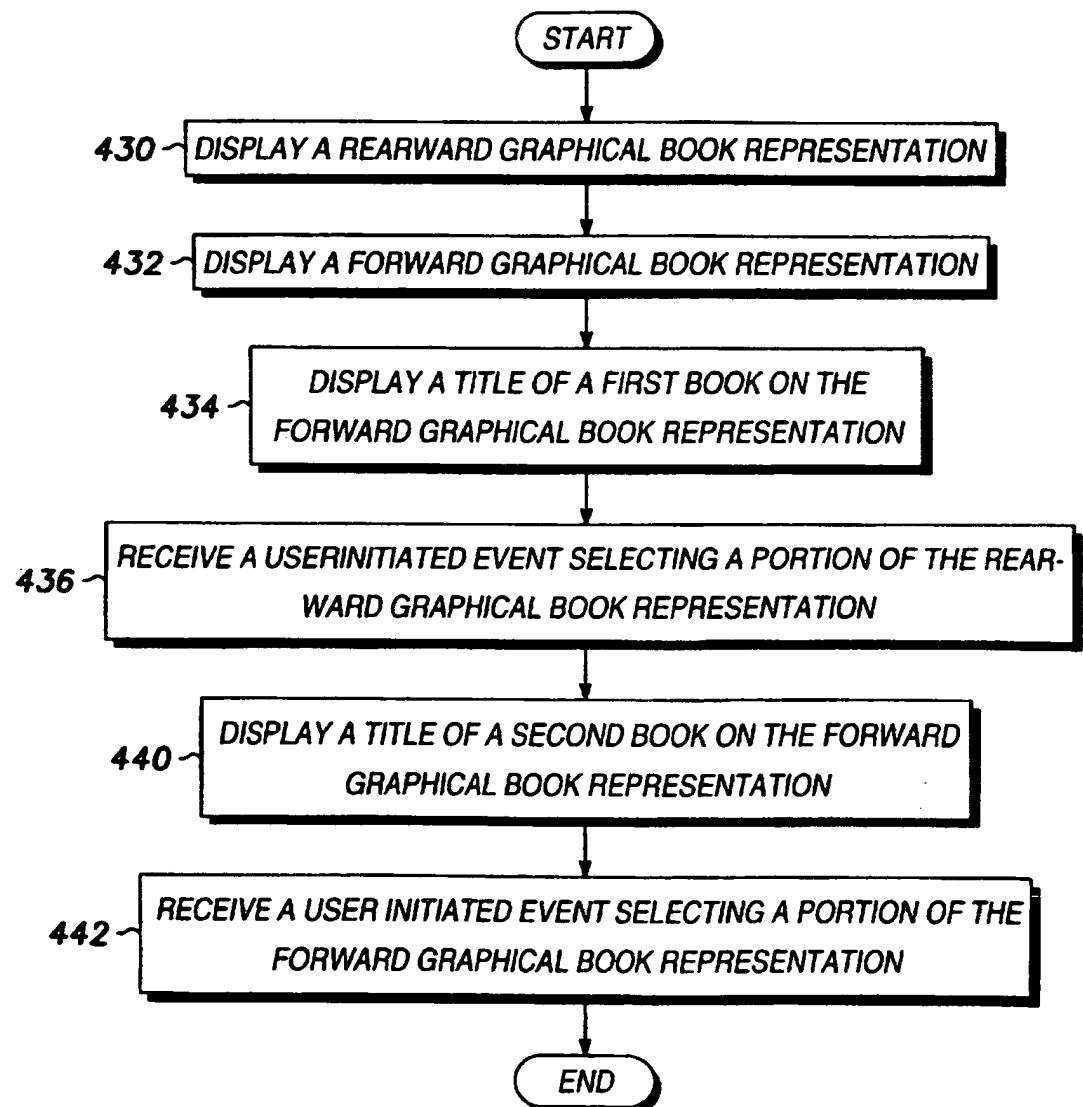 START
430 DISPLAY A REARWARD GRAPHICAL BOOK REPRESENTATION
432 DISPLAY A FORWARD GRAPHICAL BOOK REPRESENTATION
434 DISPLAY A TITLE OF A FIRST BOOK ON THE
FORWARD GRAPHICAL BOOK REPRESENTATION
436 RECEIVE A USERINITIATED EVENT SELECTING A PORTION OF THE REAR-
WARD GRAPHICAL BOOK REPRESENTATION
440 DISPLAY A TITLE OF A SECOND BOOK ON THE FORWARD
GRAPHICAL BOOK REPRESENTATION
442 RECEIVE A USER INITIATED EVENT SELECTING A PORTION OF THE
FORWARD GRAPHICAL BOOK REPRESENTATION
END